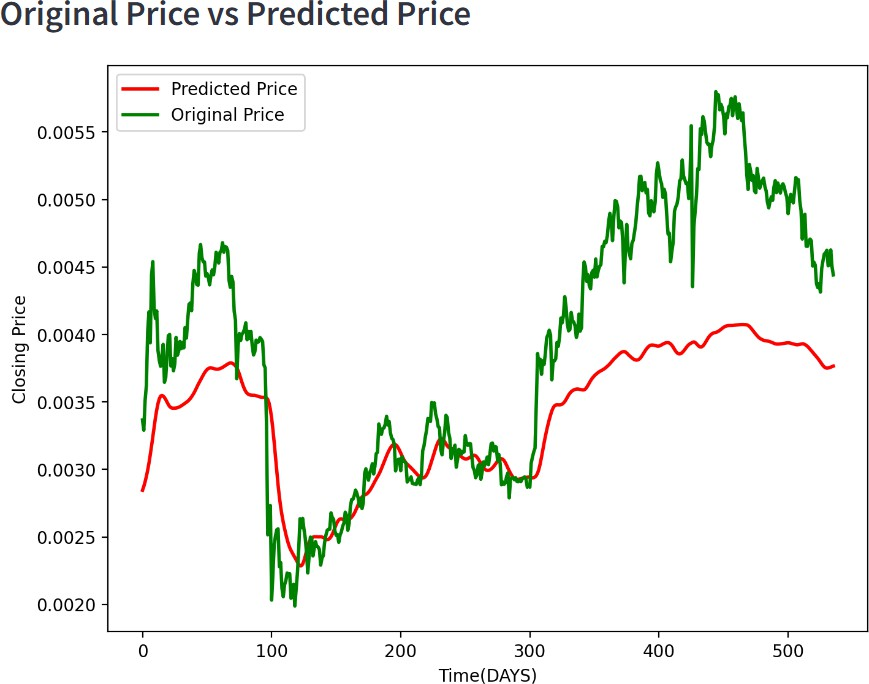 Original Price vs Predicted Price
Predicted Price
Original Price
0.0055
0.0050
0.0045
0.0040
0.0035
0.0030
0.0025
0.0020
Closing Price
0 100 200 300 400 500
Time(DAYS)